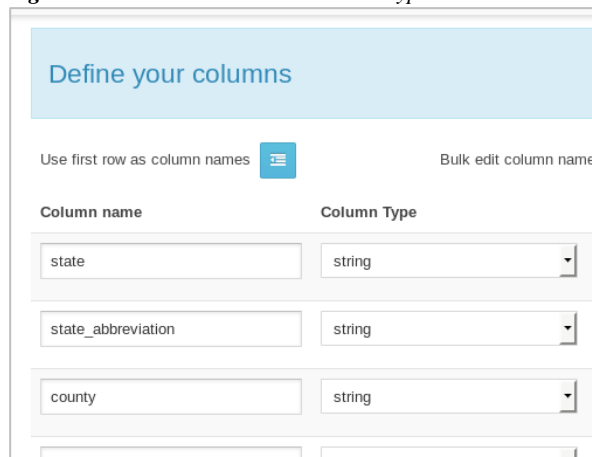 Define your columns
Use first row as column names Bulk edit column name
Column name Column Type
state string
state_abbreviation string
county string